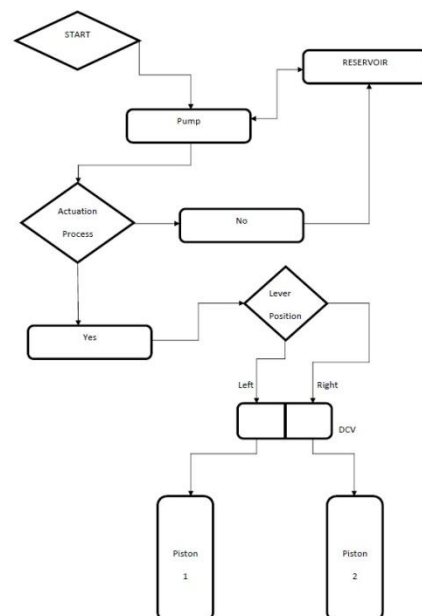 START
RESERVOIR
Pump
Actuation
Process
No
Lever
Position
Yes
Left
Right
DCV
Piston
1
Piston
2